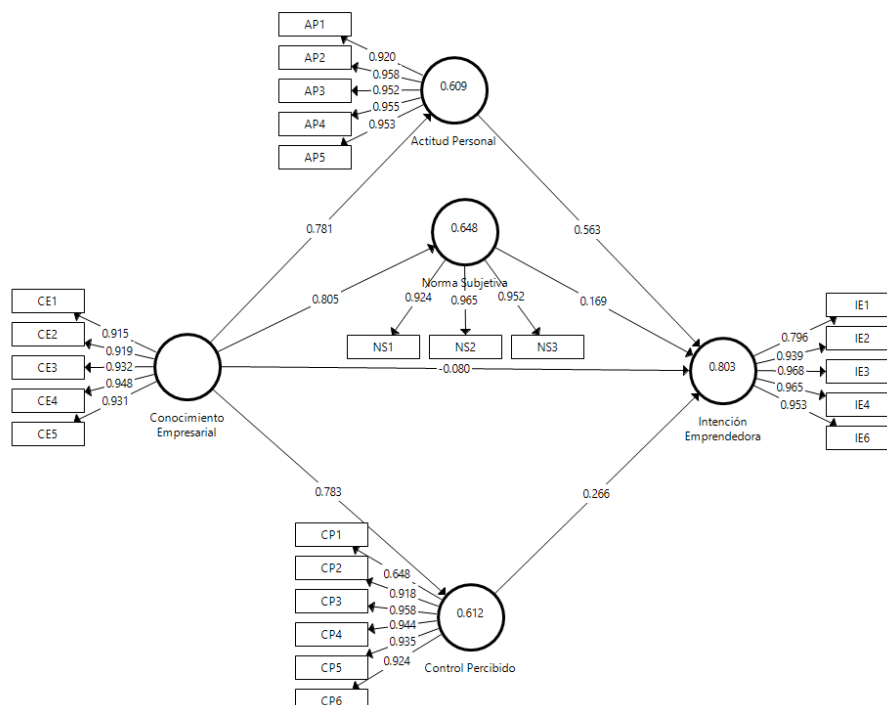 AP1
AP2
AP3
AP4
AP5
0.920
0.958
0.952
0.955
0.953
0.609
Actitud Personal
0.781
0.563
0.648
Norma Subjetiva
0.805
0.924
0.965
0.952
0.169
NS1
NS2
NS3
CE1
CE2
CE3
CE4
CE5
0.915
0.919
0.932
0.948
0.931
Conocimiento
Empresarial
-0.080
0.803
Intención
Emprendedora
0.796
0.939
0.968
0.965
0.953
IE1
IE2
IE3
IE4
IE6
0.783
0.266
CP1
CP2
CP3
CP4
CP5
CP6
0.648
0.918
0.958
0.944
0.935
0.924
0.612
Control Percibido